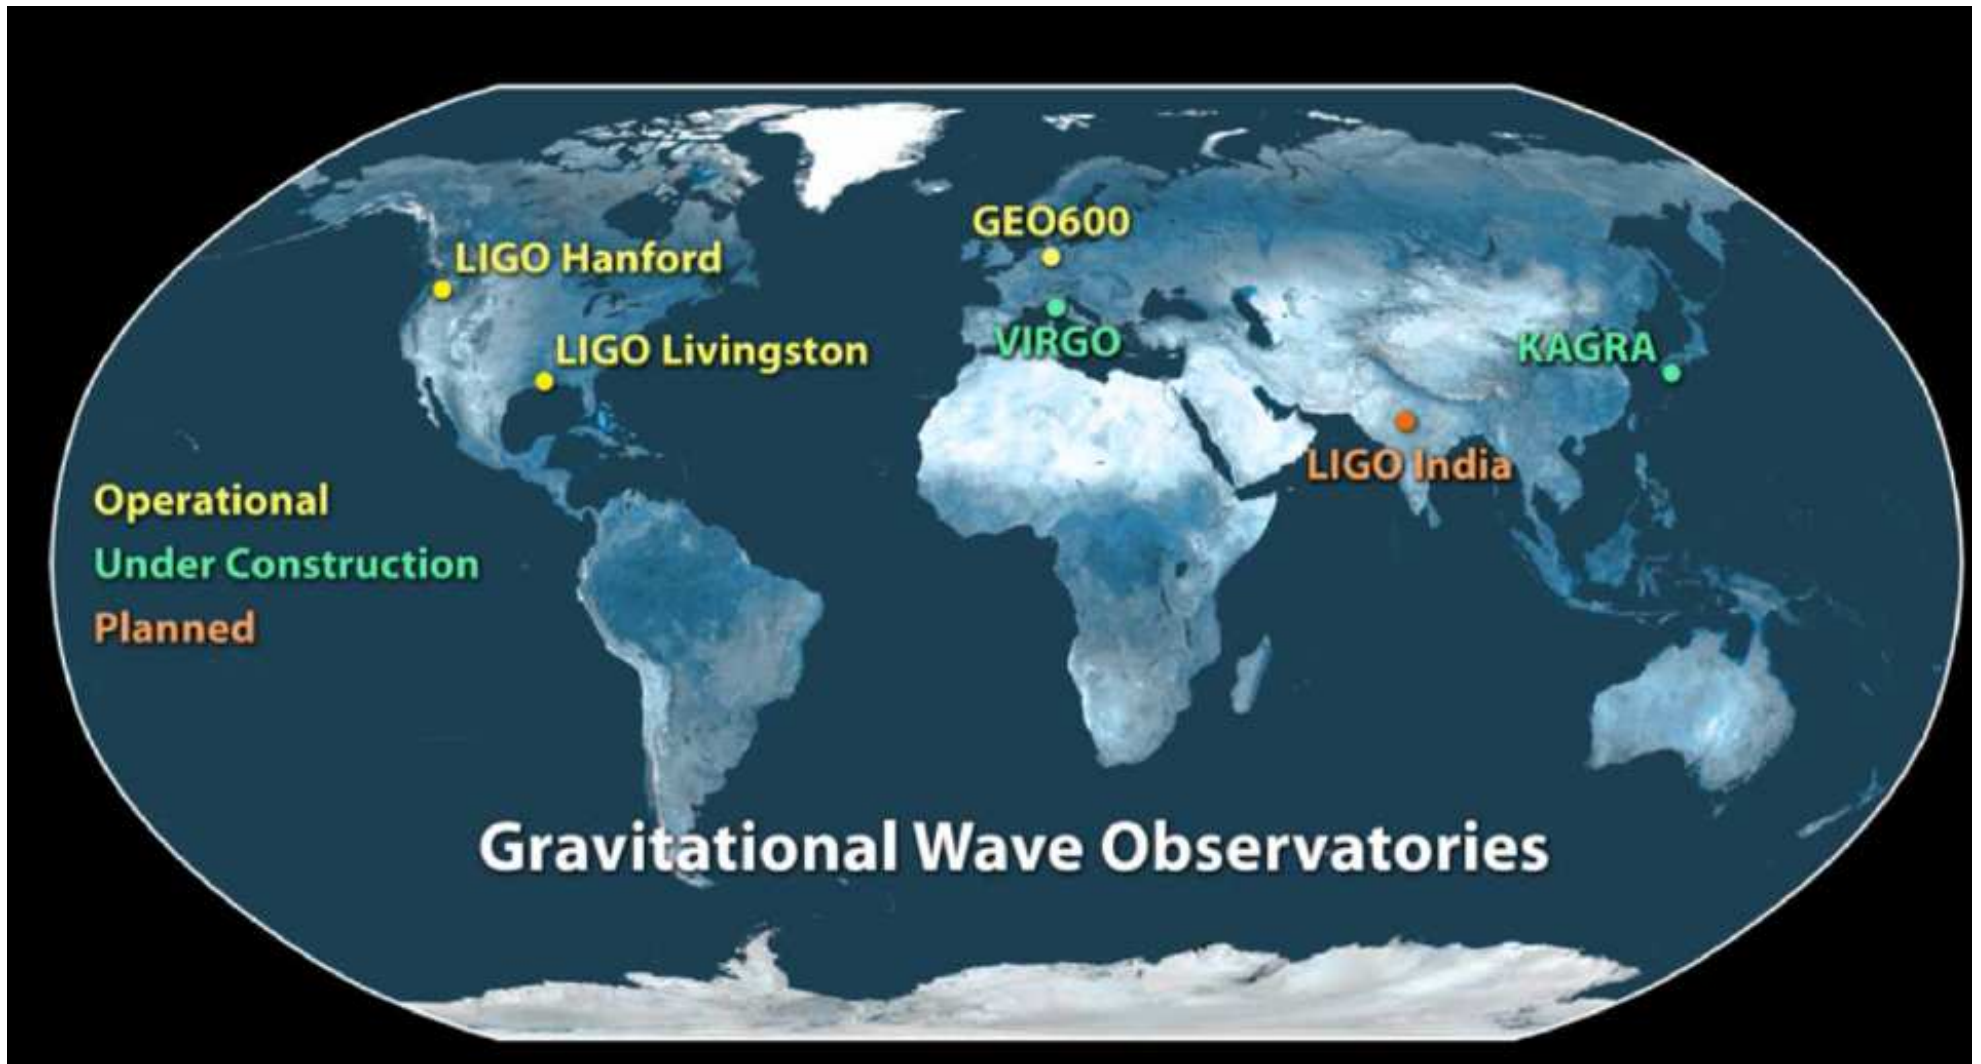 GEO600
LIGO Hanford
VIRGO
KAGRA
LIGO Livingston
LIGO India
Operational
Under Construction
Planned
Gravitational Wave Observatories